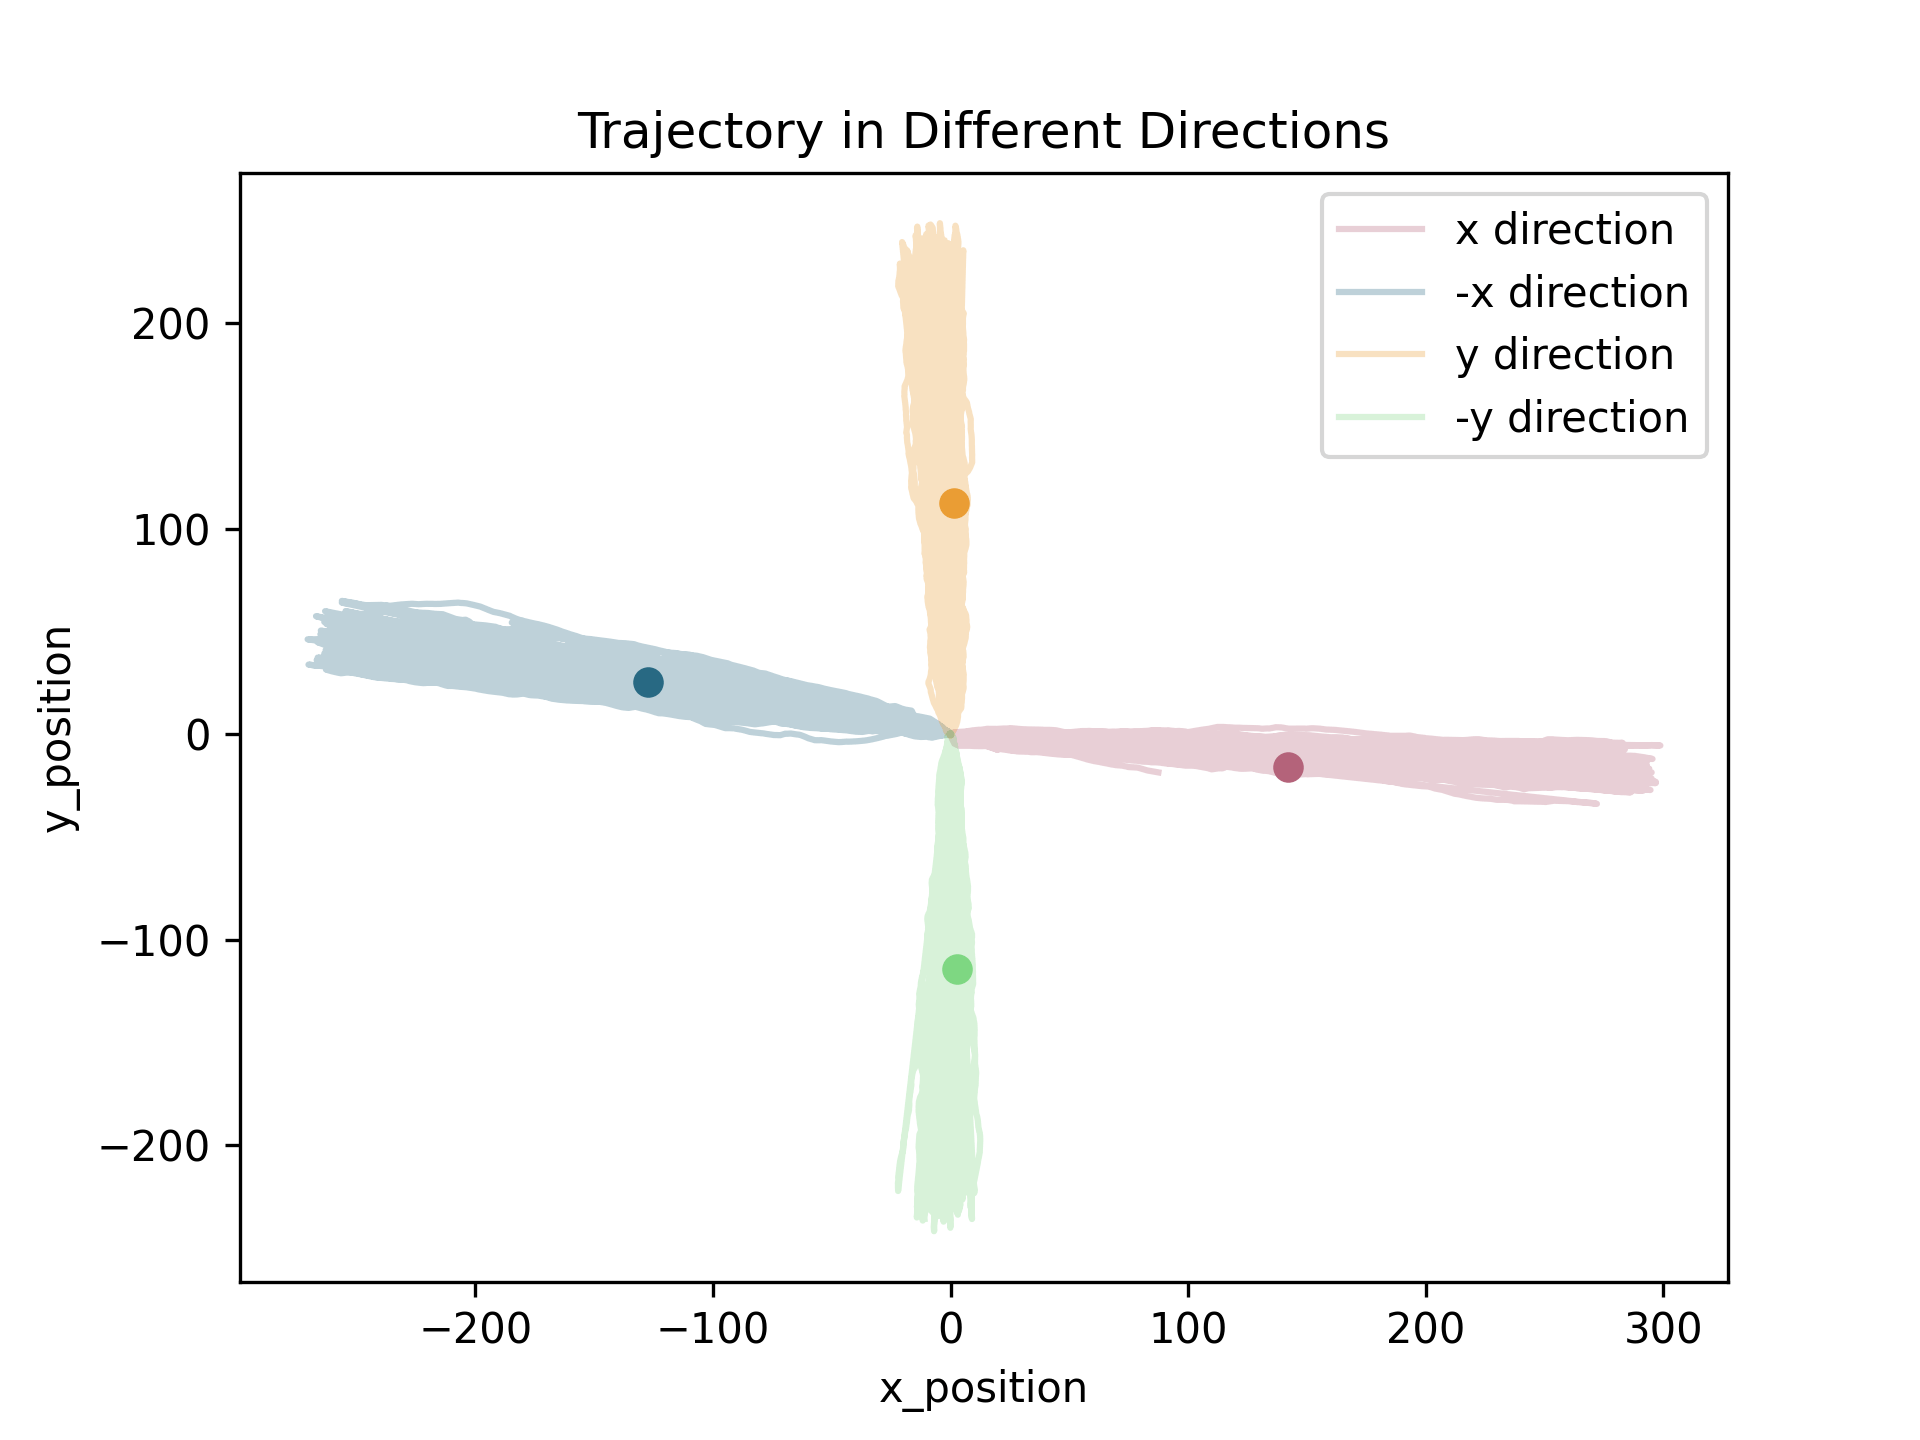 Trajectory in Different Directions
x direction
-x direction
y direction
-y direction
200
100
0
−100
−200
y_position
−200 −100 0 100 200 300
x_position